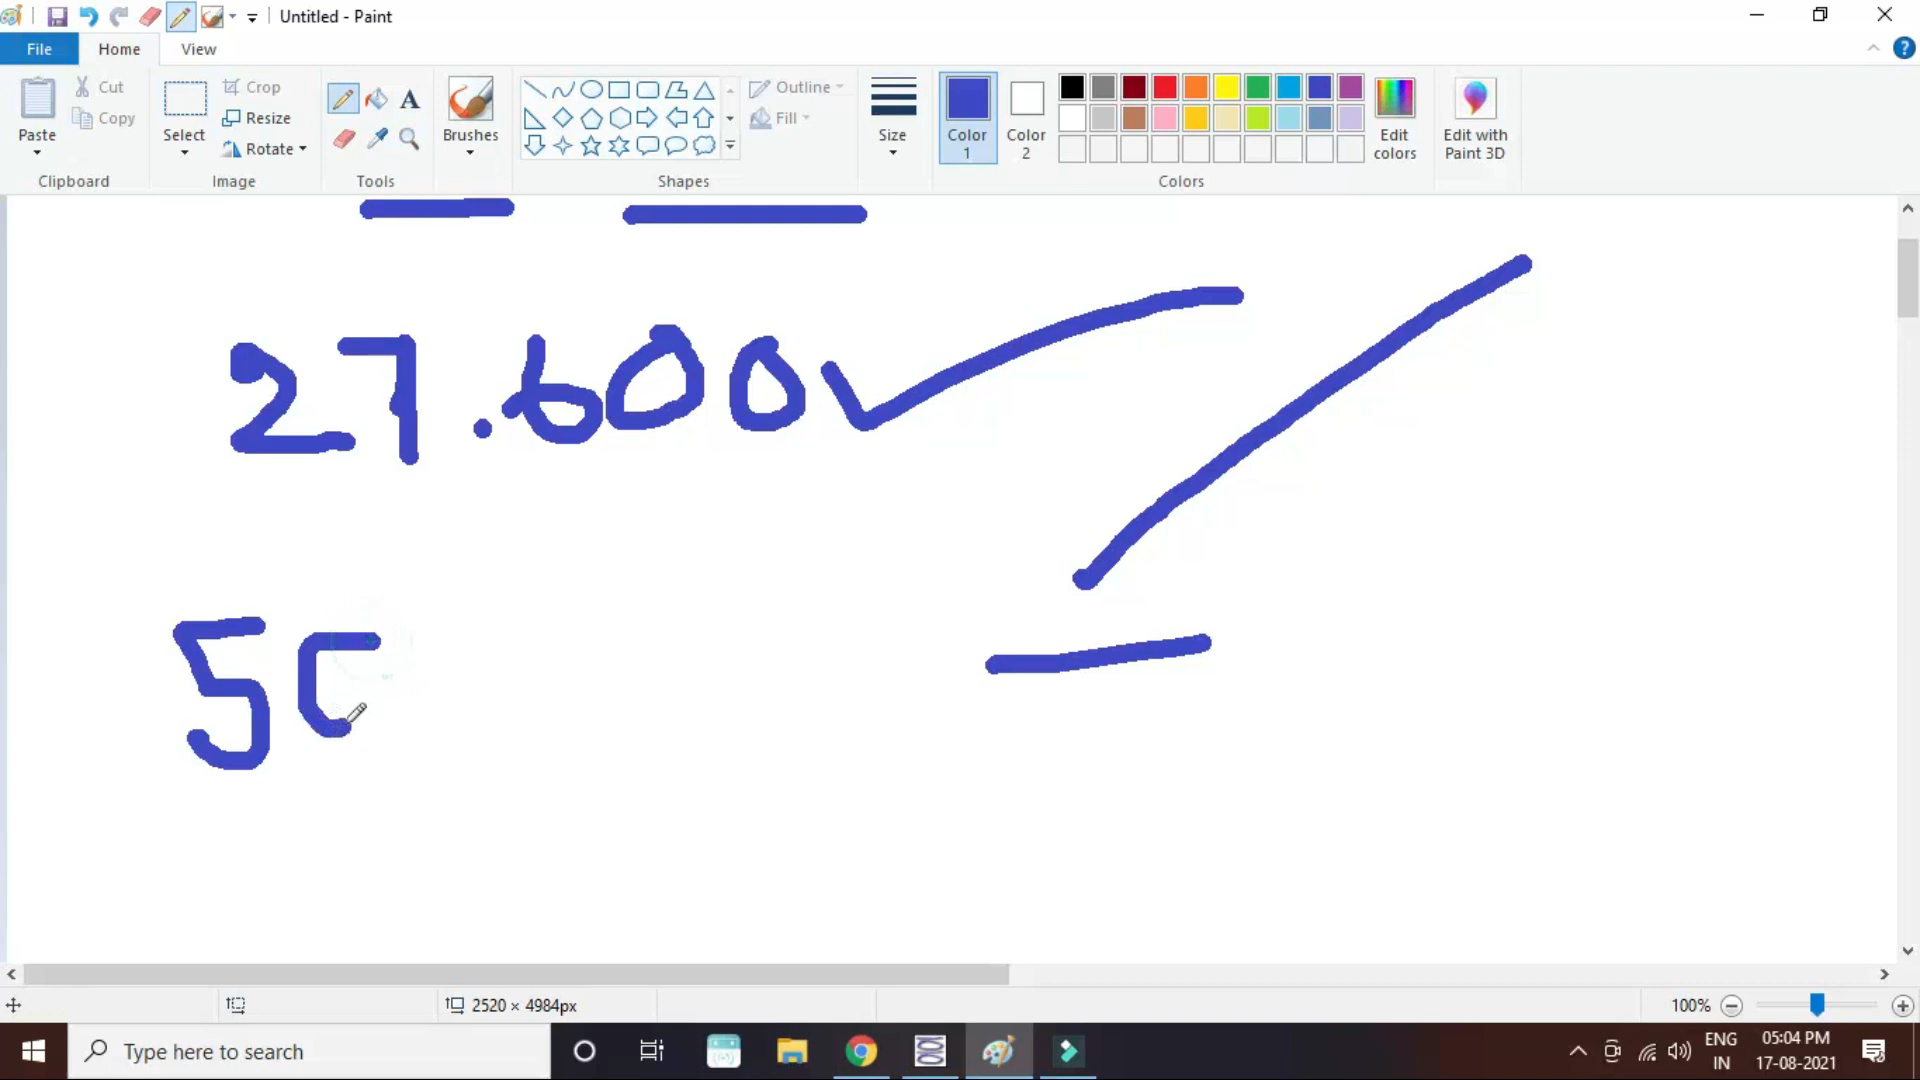 Untitled - Paint
File Home View
Paste Cut Copy Select Crop Resize Rotate Brushes Outline Fill Size Color 1 Color 2 Edit colors Edit with Paint 3D
Clipboard Image Tools Shapes Colors
27.600
5
2520 × 4984px 100%
Type here to search ENG IN 05:04 PM 17-08-2021